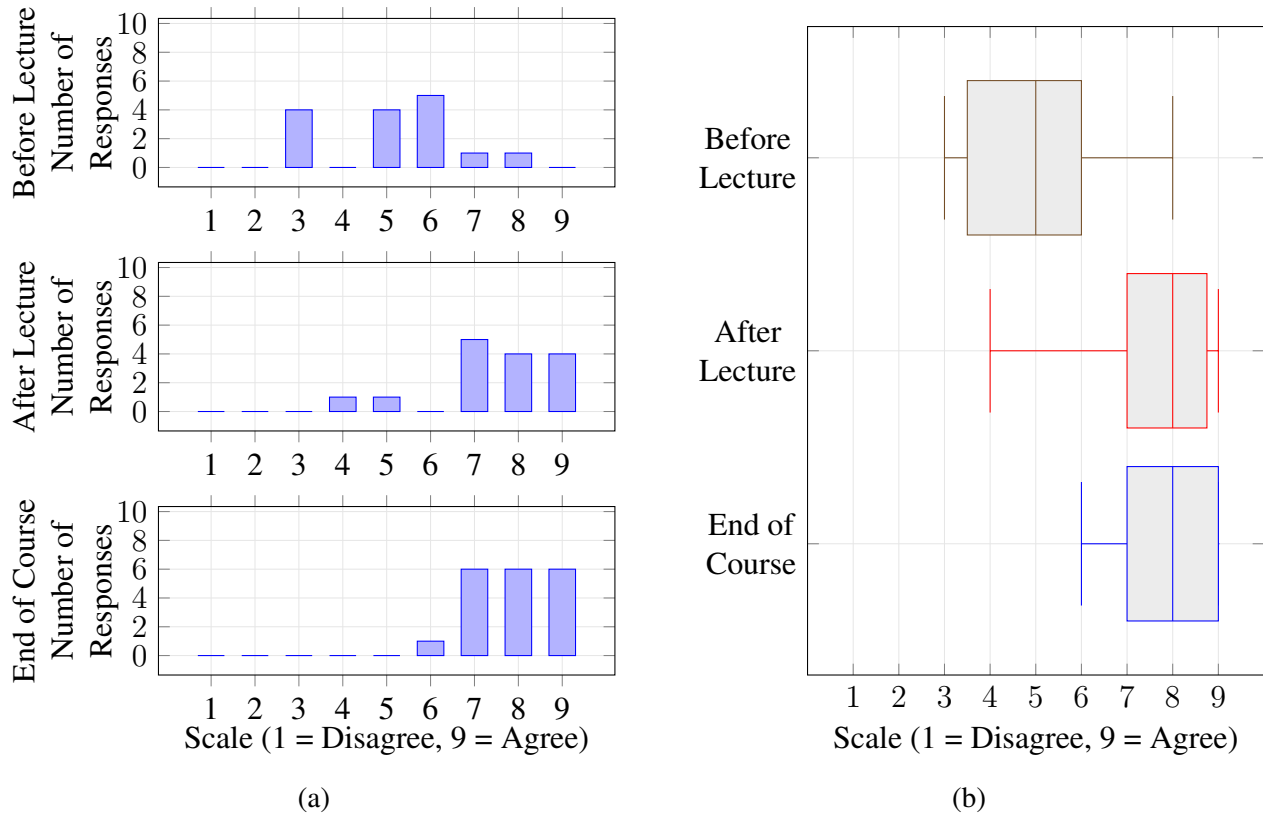 Before Lecture
Number of
Responses
10
8
6
4
2
0
1 2 3 4 5 6 7 8 9
After Lecture
Number of
Responses
10
8
6
4
2
0
1 2 3 4 5 6 7 8 9
End of Course
Number of
Responses
10
8
6
4
2
0
1 2 3 4 5 6 7 8 9
Scale (1 = Disagree, 9 = Agree)
(a)
Before
Lecture
After
Lecture
End of
Course
1 2 3 4 5 6 7 8 9
Scale (1 = Disagree, 9 = Agree)
(b)